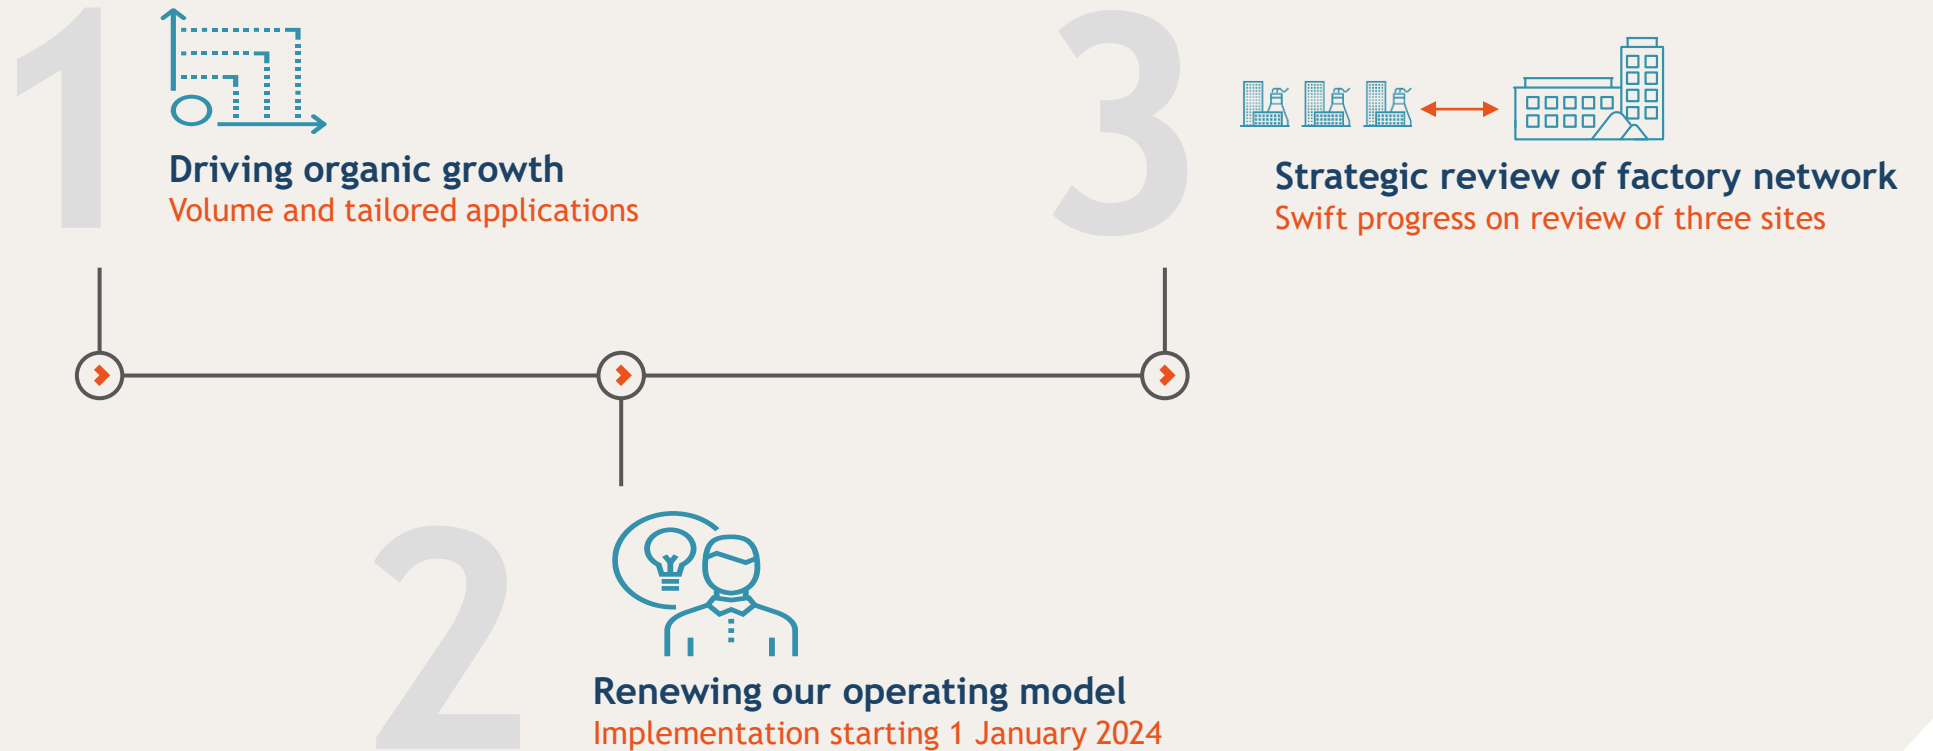 1
Driving organic growth
Volume and tailored applications
2
Renewing our operating model
Implementation starting 1 January 2024
3
Strategic review of factory network
Swift progress on review of three sites